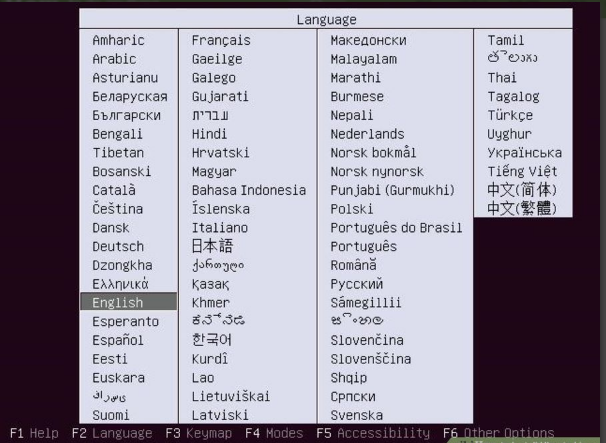 Language
Amharic
Arabic
Asturianu
Беларуская
Български
Bengali
Tibetan
Bosanski
Català
Čeština
Dansk
Deutsch
Dzongkha
Ελληνικά
English
Esperanto
Español
Eesti
Euskara
فارسی
Suomi
Français
Gaeilge
Galego
Gujarati
עברית
Hindi
Hrvatski
Magyar
Bahasa Indonesia
Íslenska
Italiano
日本語
ქართული
Қазақ
Khmer
ಕನ್ನಡ
한국어
Kurdî
Lao
Lietuviškai
Latviski
Македонски
Malayalam
Marathi
Burmese
Nepali
Nederlands
Norsk bokmål
Norsk nynorsk
Punjabi (Gurmukhi)
Polski
Português do Brasil
Português
Română
Русский
Sámegillii
සිංහල
Slovenčina
Slovenščina
Shqip
Српски
Svenska
Tamil
తెలుగు
Thai
Tagalog
Türkçe
Uyghur
Українська
Tiếng Việt
中文(简体)
中文(繁體)
F1 Help F2 Language F3 Keymap F4 Modes F5 Accessibility F6 Other Options